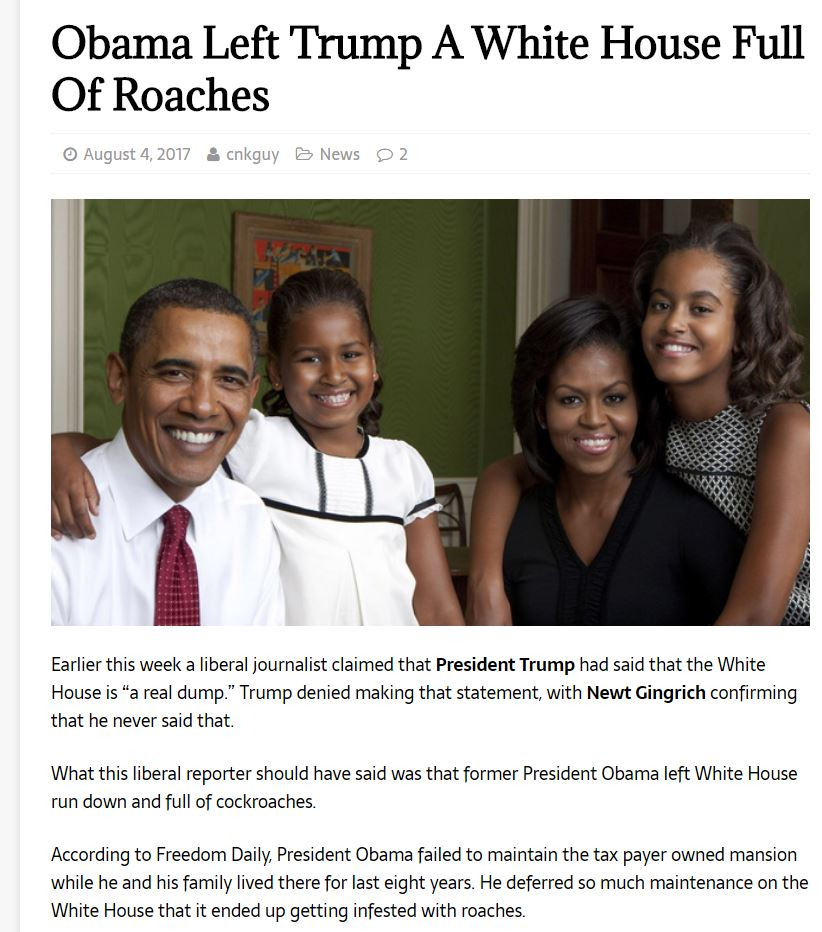 Obama Left Trump A White House Full
Of Roaches
August 4, 2017 cnkguy News 2
Earlier this week a liberal journalist claimed that President Trump had said that the White
House is “a real dump.” Trump denied making that statement, with Newt Gingrich confirming
that he never said that.
What this liberal reporter should have said was that former President Obama left White House
run down and full of cockroaches.
According to Freedom Daily, President Obama failed to maintain the tax payer owned mansion
while he and his family lived there for last eight years. He deferred so much maintenance on the
White House that it ended up getting infested with roaches.